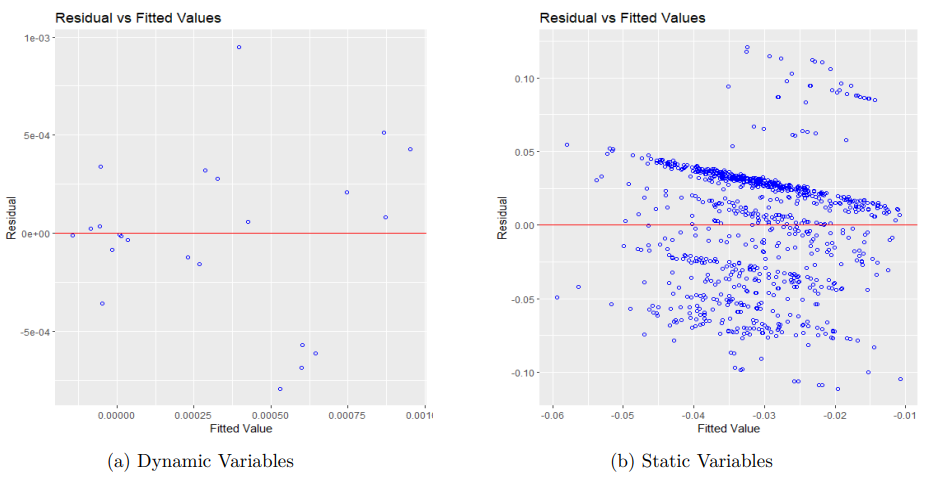 Residual vs Fitted Values
1e-03
5e-04
0e+00
-5e-04
Residual
0.00000 0.00025 0.00050 0.00075 0.001
Fitted Value
(a) Dynamic Variables
Residual vs Fitted Values
0.10
0.05
0.00
-0.05
-0.10
Residual
-0.06 -0.05 -0.04 -0.03 -0.02 -0.01
Fitted Value
(b) Static Variables